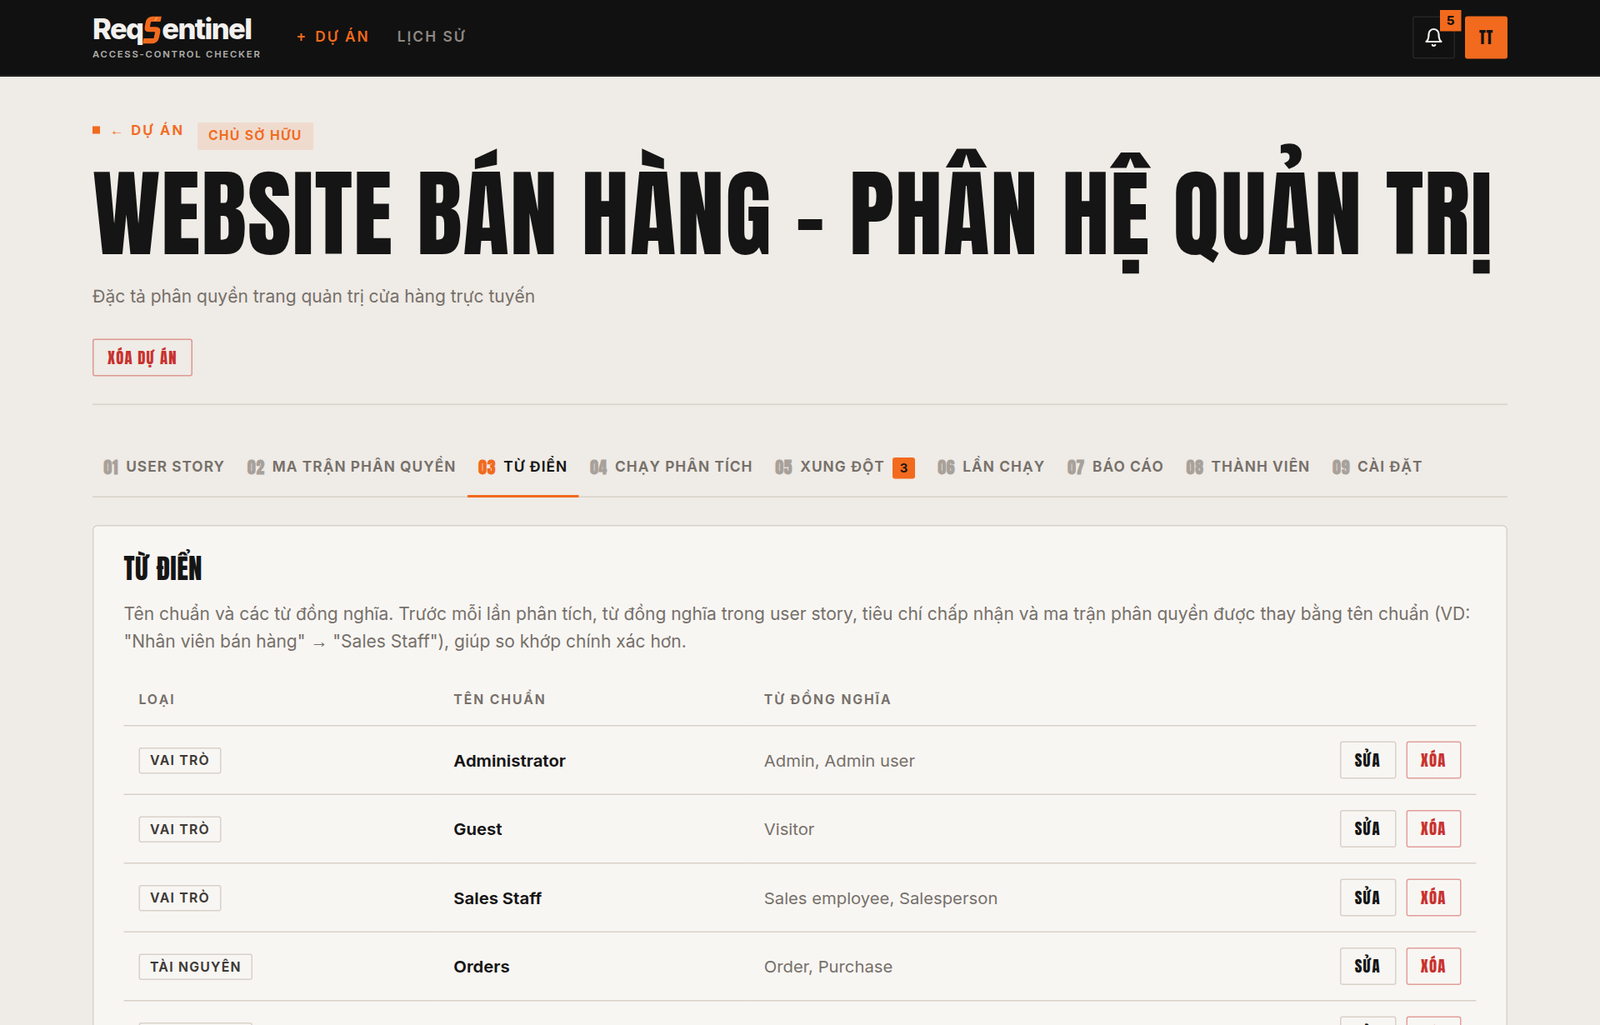 ReqSentinel
ACCESS-CONTROL CHECKER
+ DỰ ÁN
LỊCH SỬ
5
TT
← DỰ ÁN
CHỦ SỞ HỮU
WEBSITE BÁN HÀNG - PHÂN HỆ QUẢN TRỊ
Đặc tả phân quyền trang quản trị cửa hàng trực tuyến
XÓA DỰ ÁN
01 USER STORY
02 MA TRẬN PHÂN QUYỀN
03 TỪ ĐIỂN
04 CHẠY PHÂN TÍCH
05 XUNG ĐỘT 3
06 LẦN CHẠY
07 BÁO CÁO
08 THÀNH VIÊN
09 CÀI ĐẶT
TỪ ĐIỂN
Tên chuẩn và các từ đồng nghĩa. Trước mỗi lần phân tích, từ đồng nghĩa trong user story, tiêu chí chấp nhận và ma trận phân quyền được thay bằng tên chuẩn (VD:
"Nhân viên bán hàng" → "Sales Staff"), giúp so khớp chính xác hơn.
LOẠI TÊN CHUẨN TỪ ĐỒNG NGHĨA
VAI TRÒ Administrator Admin, Admin user SỬA XÓA
VAI TRÒ Guest Visitor SỬA XÓA
VAI TRÒ Sales Staff Sales employee, Salesperson SỬA XÓA
TÀI NGUYÊN Orders Order, Purchase SỬA XÓA